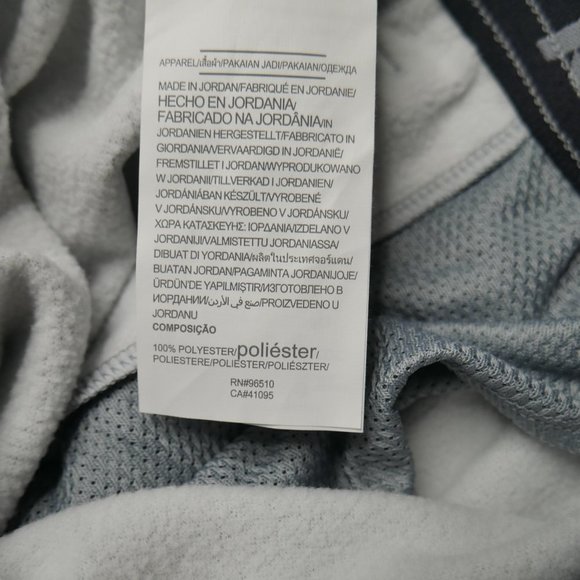 APPAREL/เสื้อผ้า/PAKAIAN JADI/PAKAIAN/ОДЕЖДА
MADE IN JORDAN/FABRIQUÉ EN JORDANIE/
HECHO EN JORDANIA/
FABRICADO NA JORDÂNIA/IN
JORDANIEN HERGESTELLT/FABBRICATO IN
GIORDANIA/VERVAARDIGD IN JORDANIË/
FREMSTILLET I JORDAN/WYPRODUKOWANO
W JORDANII/TILLVERKAD I JORDANIEN/
JORDÁNIÁBAN KÉSZÜLT/VYROBENÉ
V JORDÁNSKU/VYROBENO V JORDÁNSKU/
ΧΩΡΑ ΚΑΤΑΣΚΕΥΗΣ: ΙΟΡΔΑΝΙΑ/IZDELANO V
JORDANIJI/VALMISTETTU JORDANIASSA/
DIBUAT DI YORDANIA/ผลิตในประเทศจอร์แดน/
BUATAN JORDAN/PAGAMINTA JORDANIJOJE/
ÜRDÜN'DE YAPILMIŞTIR/ИЗГОТОВЛЕНО В
ИОРДАНИИ/صنع في الأردن/PROIZVEDENO U
JORDANU
COMPOSIÇÃO
100% POLYESTER/poliéster/
POLIESTERE/POLIESTER/POLIÉSZTER/
RN#96510
CA#41095